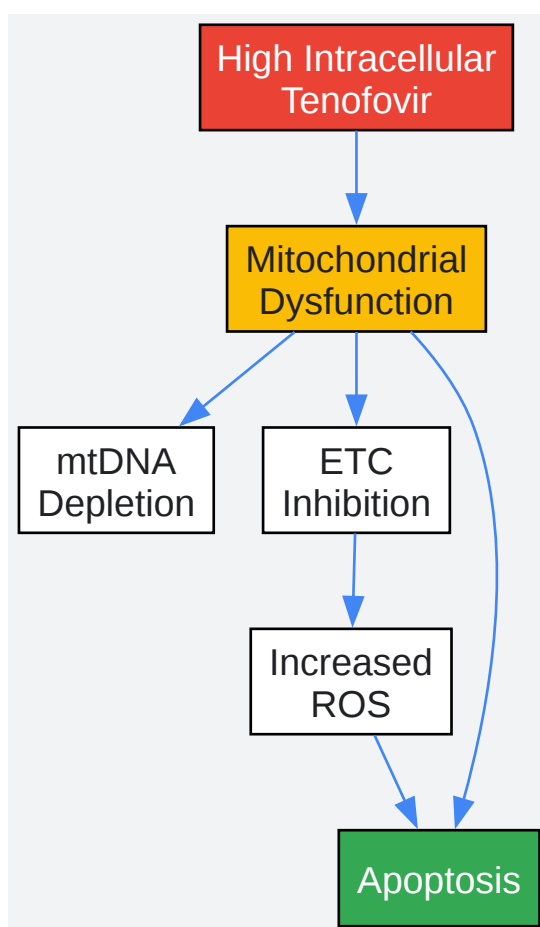 High Intracellular
Tenofovir
Mitochondrial
Dysfunction
mtDNA
Depletion
ETC
Inhibition
Increased
ROS
Apoptosis